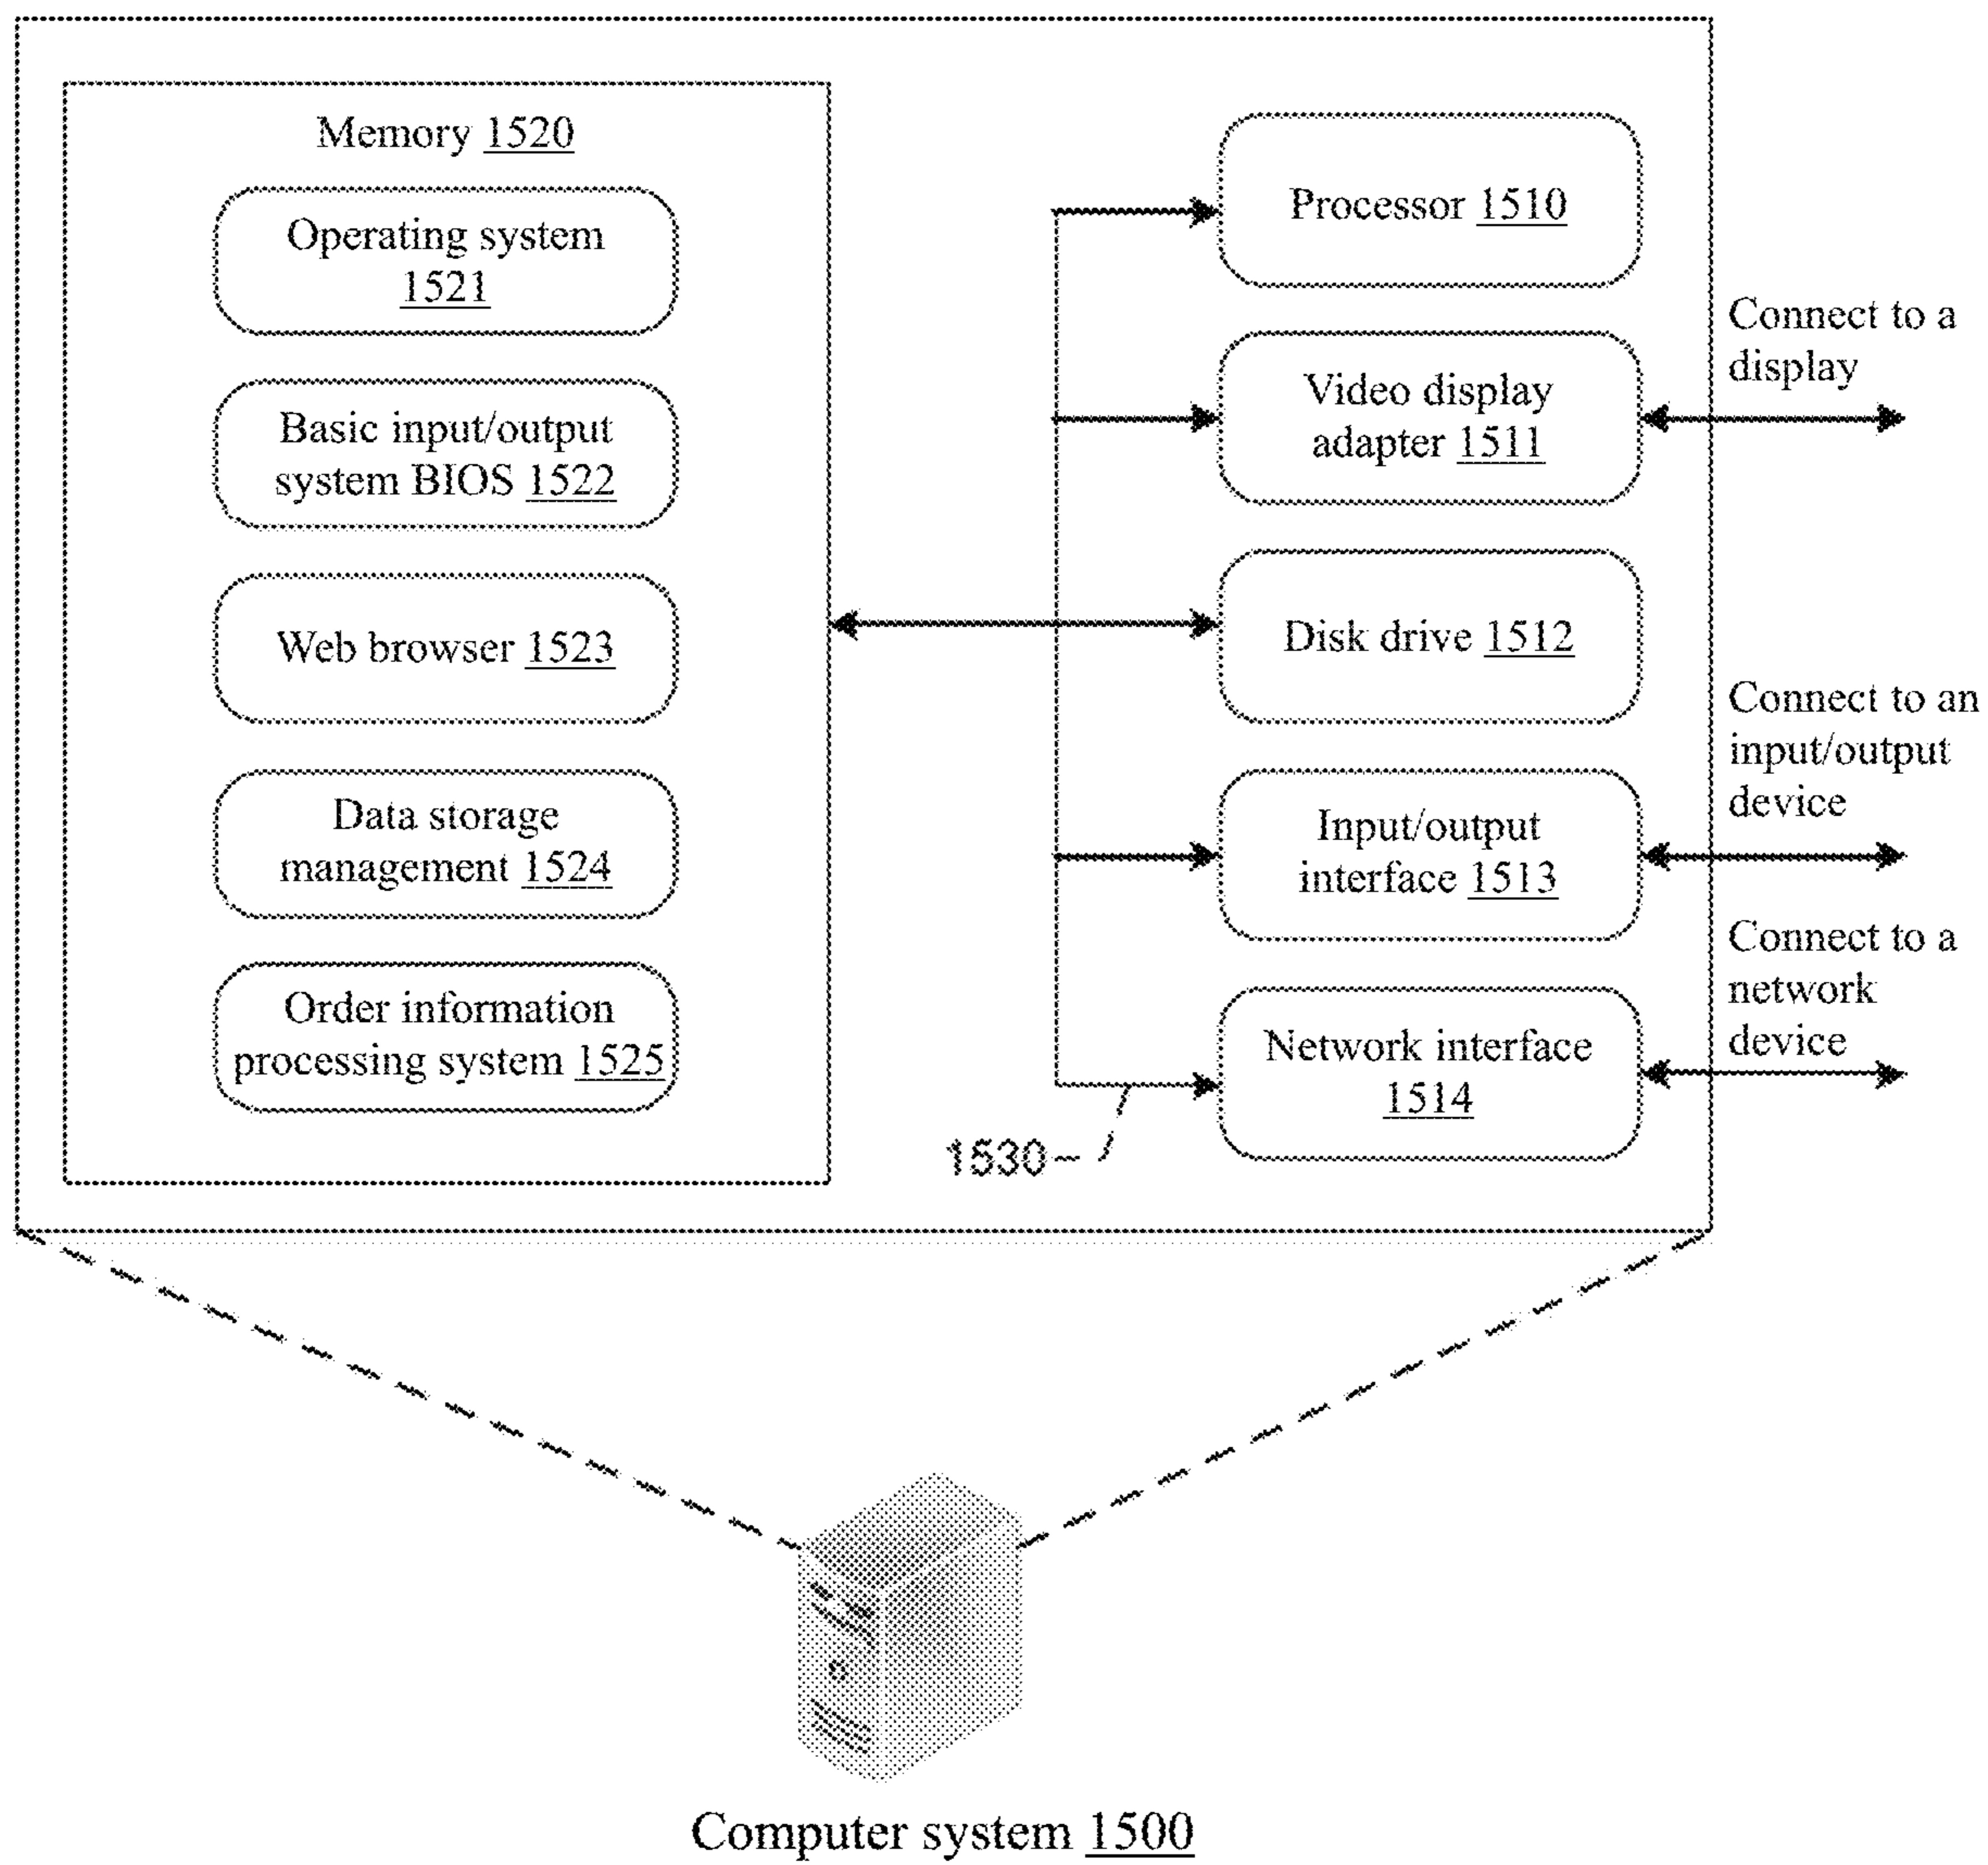 Memory 1520
Operating system
1521
Basic input/output
system BIOS 1522
Web browser 1523
Data storage
management 1524
Order information
processing system 1525
Processor 1510
Video display
adapter 1511
Disk drive 1512
Input/output
interface 1513
Network interface
1514
1530
Connect to a
display
Connect to an
input/output
device
Connect to a
network
device
Computer system 1500